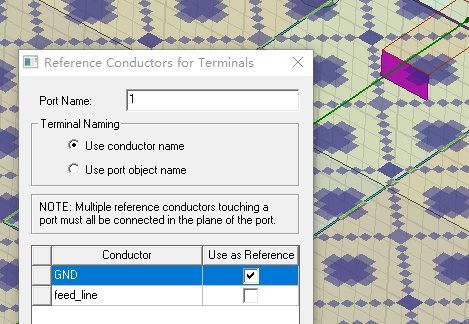 Reference Conductors for Terminals
Port Name: 1
Terminal Naming
Use conductor name
Use port object name
NOTE: Multiple reference conductors touching a
port must all be connected in the plane of the port.
Conductor Use as Reference
GND
feed_line